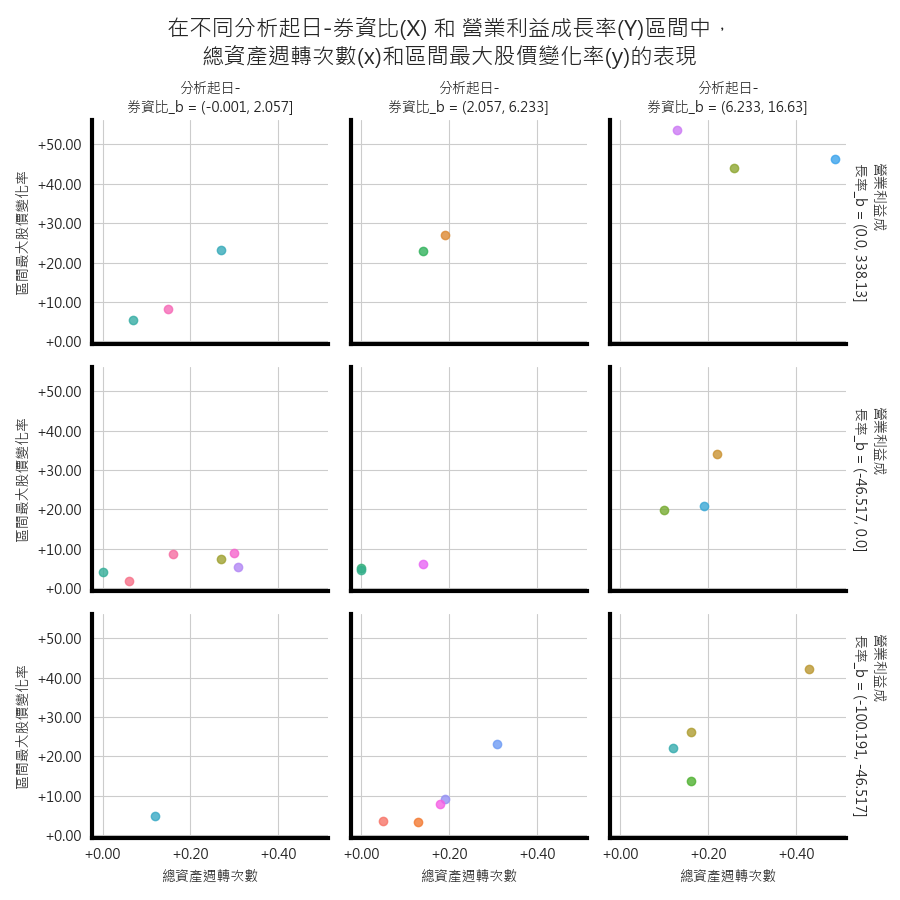 在不同分析起日-券資比(X) 和 營業利益成長率(Y)區間中，
總資產週轉次數(x)和區間最大股價變化率(y)的表現
分析起日-
券資比_b = (-0.001, 2.057]
分析起日-
券資比_b = (2.057, 6.233]
分析起日-
券資比_b = (6.233, 16.63]
區間最大股價變化率
+50.00
+40.00
+30.00
+20.00
+10.00
+0.00
營業利益成
長率_b = (0.0, 338.13]
區間最大股價變化率
+50.00
+40.00
+30.00
+20.00
+10.00
+0.00
營業利益成
長率_b = (-46.517, 0.0]
區間最大股價變化率
+50.00
+40.00
+30.00
+20.00
+10.00
+0.00
營業利益成
長率_b = (-100.191, -46.517]
+0.00 +0.20 +0.40
+0.00 +0.20 +0.40
+0.00 +0.20 +0.40
總資產週轉次數
總資產週轉次數
總資產週轉次數